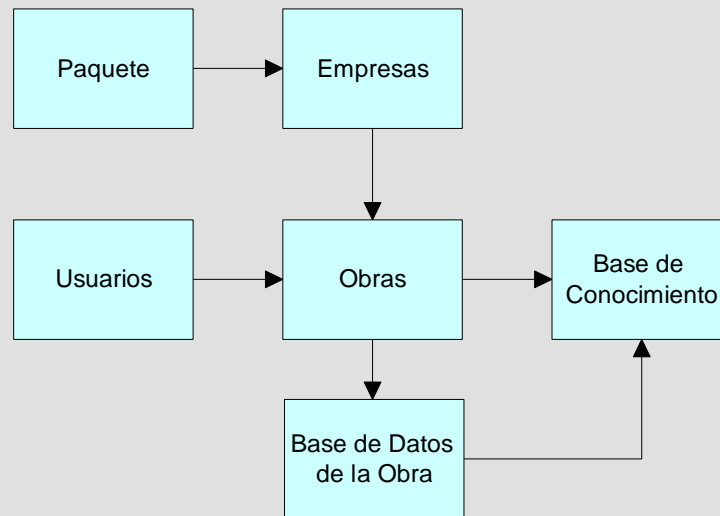 Paquete
Empresas
Usuarios
Obras
Base de
Conocimiento
Base de Datos
de la Obra